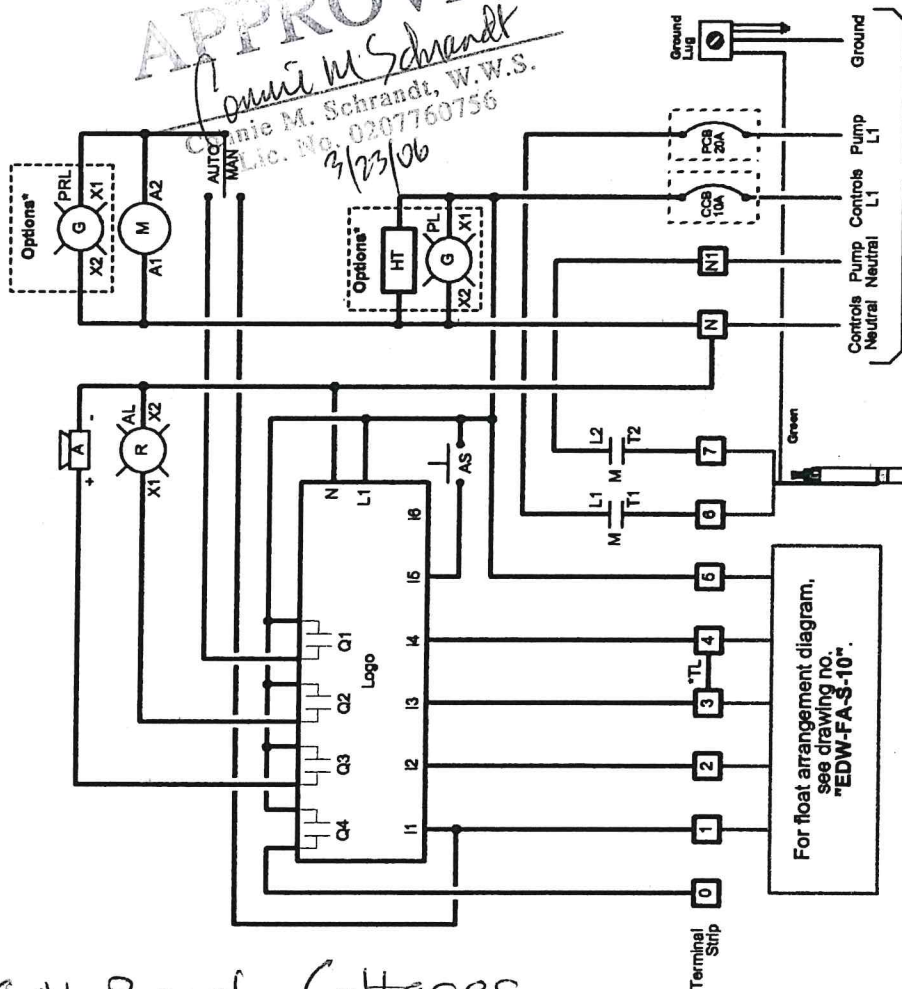 APPROV
Connie M Schrandt
Connie M. Schrandt, W.W.S.
Lic. No. 0207760756
3/23/06
Options*
PRL
G
X2
X1
M
A1
A2
AUTO
MAN
Options*
HT
PL
G
X2
X1
Ground Lug
PCB
20A
CCB
10A
Ground
Pump
L1
Controls
L1
Pump
Neutral
Controls
Neutral
N1
N
A
+
-
R
AL
X1
X2
N
L1
AS
Logo
Q4
Q3
Q2
Q1
I1
I2
I3
I4
I5
I6
L1
M
T1
L2
M
T2
Green
Terminal
Strip
0
1
2
3
*TL
4
5
6
7
For float arrangement diagram,
see drawing no.
"EDW-FA-S-10".
Cottages